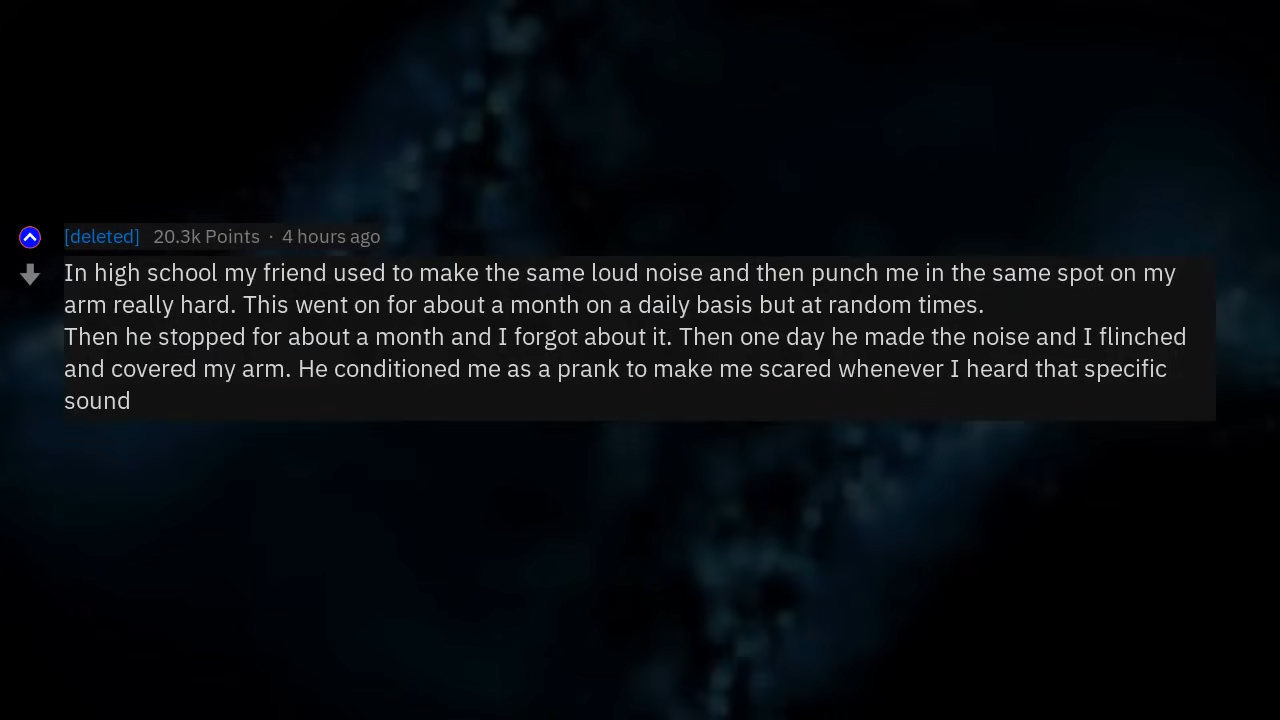 [deleted] 20.3k Points · 4 hours ago
In high school my friend used to make the same loud noise and then punch me in the same spot on my
arm really hard. This went on for about a month on a daily basis but at random times.
Then he stopped for about a month and I forgot about it. Then one day he made the noise and I flinched
and covered my arm. He conditioned me as a prank to make me scared whenever I heard that specific
sound